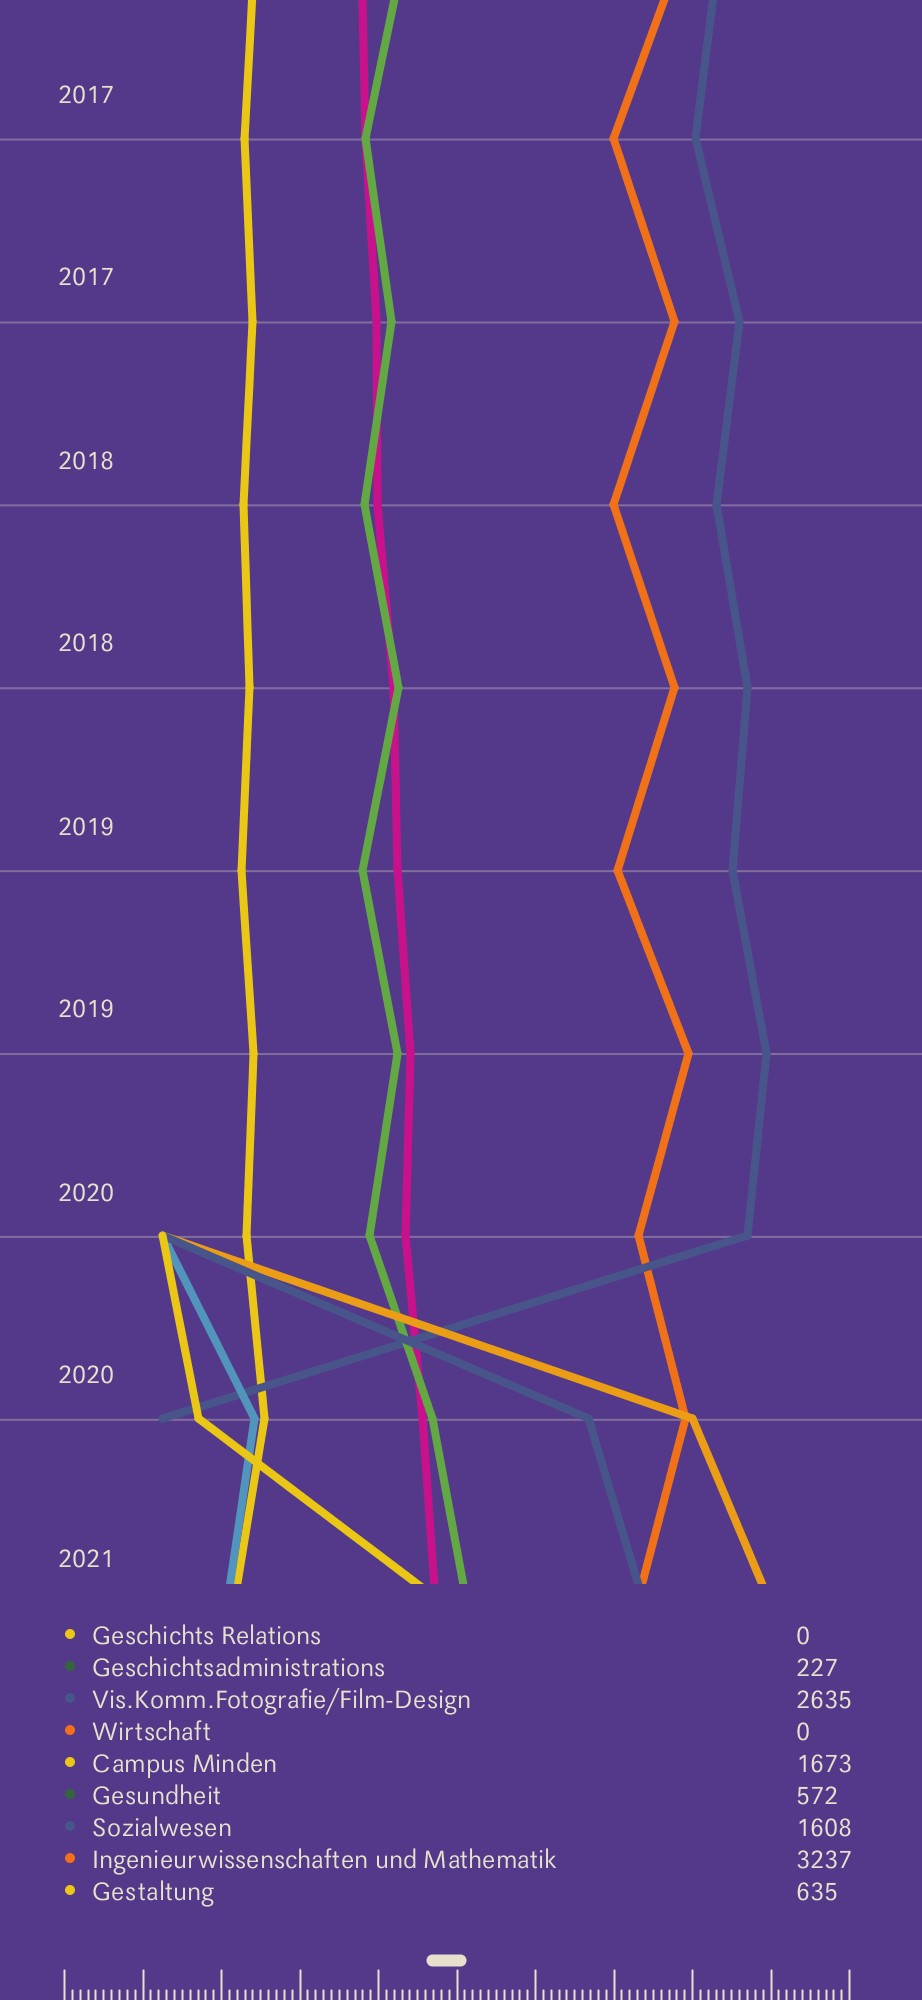 2017
2017
2018
2018
2019
2019
2020
2020
2021
Geschichts Relations 0
Geschichtsadministrations 227
Vis.Komm.Fotografie/Film-Design 2635
Wirtschaft 0
Campus Minden 1673
Gesundheit 572
Sozialwesen 1608
Ingenieurwissenschaften und Mathematik 3237
Gestaltung 635